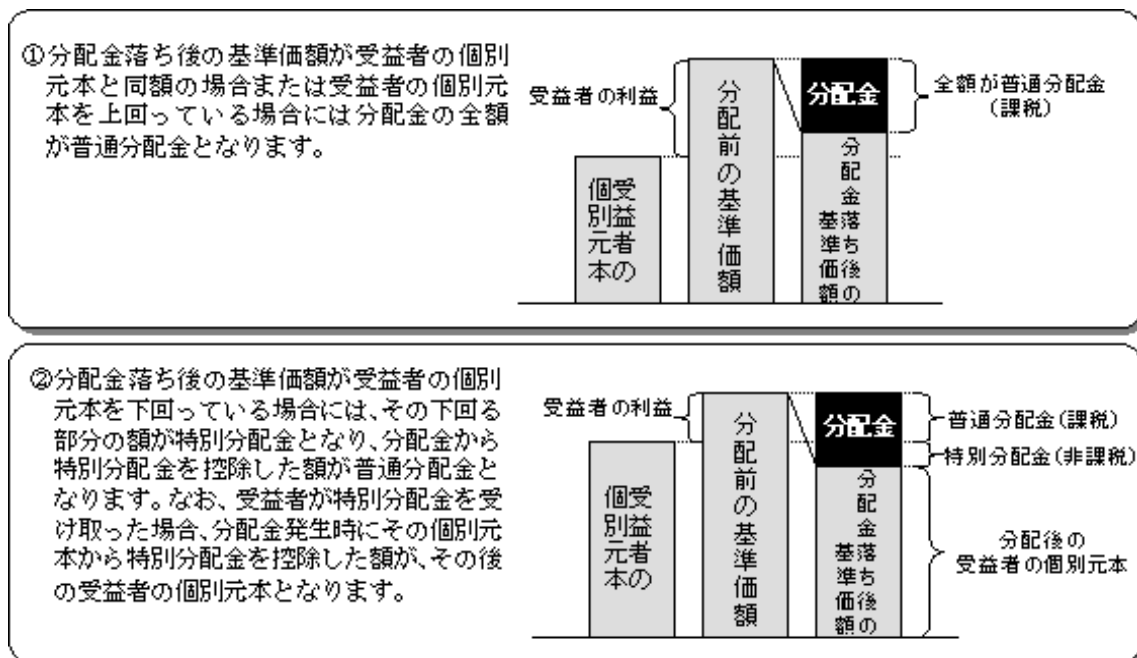 ①分配金落ち後の基準価額が受益者の個別
元本と同額の場合または受益者の個別元
本を上回っている場合には分配金の全額
が普通分配金となります。
受益者の利益
受益者の
個別元本
分配前の基準価額
分配金
分配金落ち後の
基準価額
全額が普通分配金
(課税)
②分配金落ち後の基準価額が受益者の個別
元本を下回っている場合には、その下回る
部分の額が特別分配金となり、分配金から
特別分配金を控除した額が普通分配金と
なります。なお、受益者が特別分配金を受
け取った場合、分配金発生時にその個別元
本から特別分配金を控除した額が、その後
の受益者の個別元本となります。
受益者の利益
受益者の
個別元本
分配前の基準価額
分配金
分配金落ち後の
基準価額
普通分配金(課税)
特別分配金(非課税)
分配後の
受益者の個別元本